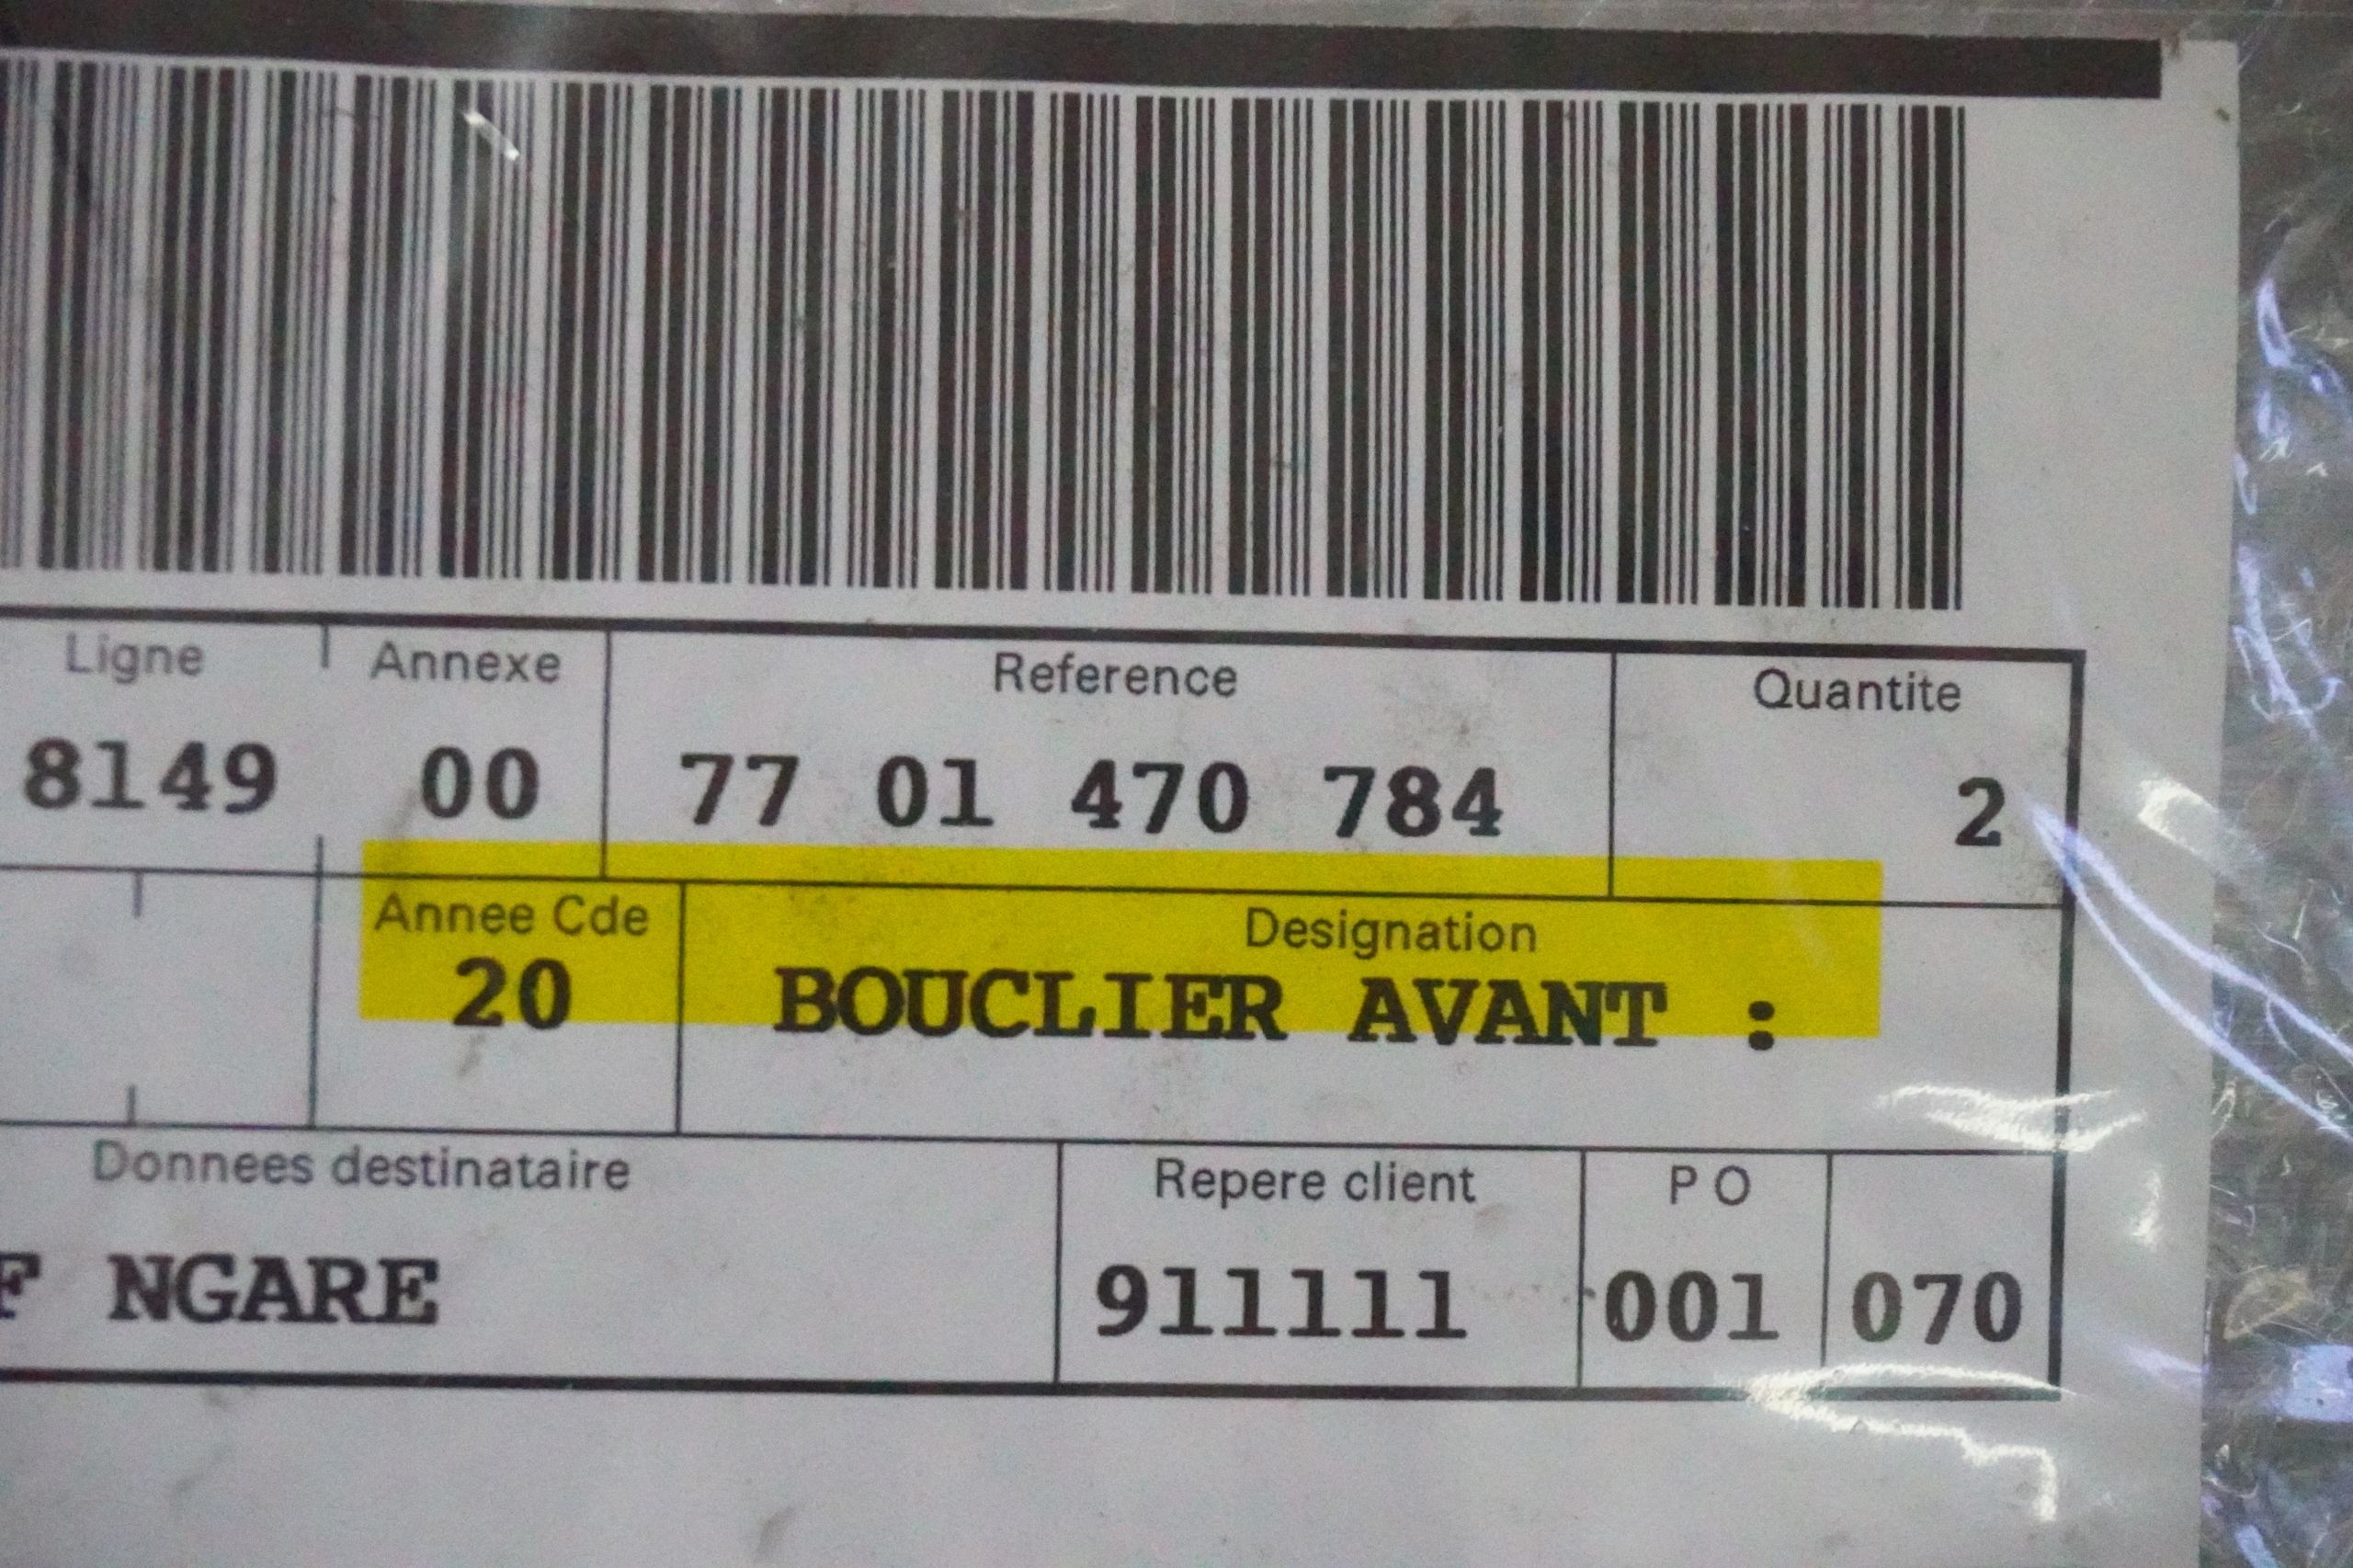 Ligne Annexe Reference Quantite
8149 00 77 01 470 784 2
Annee Cde Designation
20 BOUCLIER AVANT :
Donnees destinataire Repere client P O
F NGARE 911111 001 070